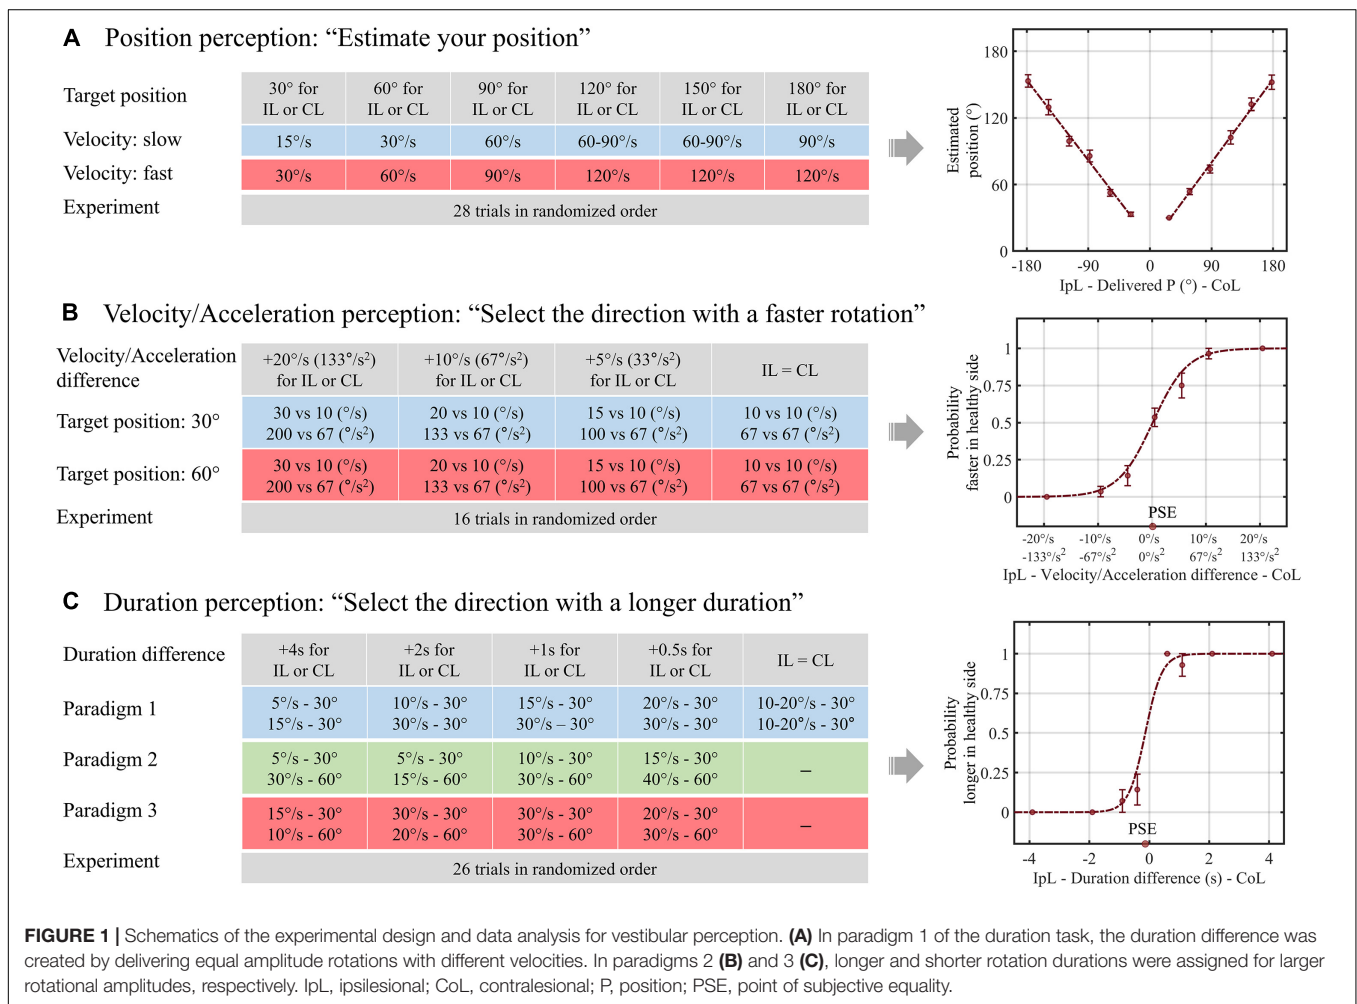 A Position perception: “Estimate your position”
Target position
30° for
IL or CL
60° for
IL or CL
90° for
IL or CL
120° for
IL or CL
150° for
IL or CL
180° for
IL or CL
Velocity: slow
15°/s 30°/s 60°/s 60-90°/s 60-90°/s 90°/s
Velocity: fast
30°/s 60°/s 90°/s 120°/s 120°/s 120°/s
Experiment
28 trials in randomized order
Estimated
position (°)
180
120
60
0
-180 -90 0 90 180
IpL - Delivered P (°) - CoL
B Velocity/Acceleration perception: “Select the direction with a faster rotation”
Velocity/Acceleration
difference
+20°/s (133°/s²)
for IL or CL
+10°/s (67°/s²)
for IL or CL
+5°/s (33°/s²)
for IL or CL
IL = CL
Target position: 30°
30 vs 10 (°/s)
200 vs 67 (°/s²)
20 vs 10 (°/s)
133 vs 67 (°/s²)
15 vs 10 (°/s)
100 vs 67 (°/s²)
10 vs 10 (°/s)
67 vs 67 (°/s²)
Target position: 60°
30 vs 10 (°/s)
200 vs 67 (°/s²)
20 vs 10 (°/s)
133 vs 67 (°/s²)
15 vs 10 (°/s)
100 vs 67 (°/s²)
10 vs 10 (°/s)
67 vs 67 (°/s²)
Experiment
16 trials in randomized order
Probability
faster in healthy side
1
0.75
0.5
0.25
0
PSE
-20°/s -10°/s 0°/s 10°/s 20°/s
-133°/s² -67°/s² 0°/s² 67°/s² 133°/s²
IpL - Velocity/Acceleration difference - CoL
C Duration perception: “Select the direction with a longer duration”
Duration difference
+4s for
IL or CL
+2s for
IL or CL
+1s for
IL or CL
+0.5s for
IL or CL
IL = CL
Paradigm 1
5°/s - 30°
15°/s - 30°
10°/s - 30°
30°/s - 30°
15°/s - 30°
30°/s – 30°
20°/s - 30°
30°/s - 30°
10-20°/s - 30°
10-20°/s - 30°
Paradigm 2
5°/s - 30°
30°/s - 60°
5°/s - 30°
15°/s - 60°
10°/s - 30°
30°/s - 60°
15°/s - 30°
40°/s - 60°
–
Paradigm 3
15°/s - 30°
10°/s - 60°
30°/s - 30°
20°/s - 60°
30°/s - 30°
30°/s - 60°
20°/s - 30°
30°/s - 60°
–
Experiment
26 trials in randomized order
Probability
longer in healthy side
1
0.75
0.5
0.25
0
PSE
-4 -2 0 2 4
IpL - Duration difference (s) - CoL
FIGURE 1 | Schematics of the experimental design and data analysis for vestibular perception. (A) In paradigm 1 of the duration task, the duration difference was
created by delivering equal amplitude rotations with different velocities. In paradigms 2 (B) and 3 (C), longer and shorter rotation durations were assigned for larger
rotational amplitudes, respectively. IpL, ipsilesional; CoL, contralesional; P, position; PSE, point of subjective equality.